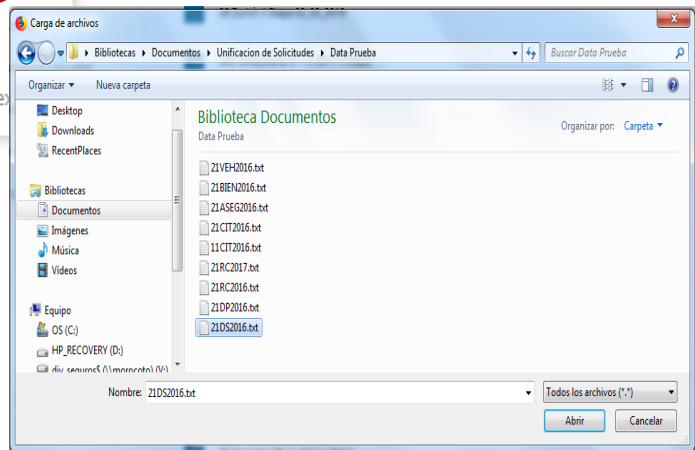 Carga de archivos
Bibliotecas ▸ Documentos ▸ Unificacion de Solicitudes ▸ Data Prueba
Buscar Data Prueba
Organizar ▾ Nueva carpeta
Desktop
Downloads
RecentPlaces
Bibliotecas
Documentos
Imágenes
Música
Vídeos
Equipo
OS (C:)
HP_RECOVERY (D:)
div_seguros$ (\\morocoto) (V:)
Biblioteca Documentos
Data Prueba
Organizar por: Carpeta ▾
21VEH2016.txt
21BIEN2016.txt
21ASEG2016.txt
21CIT2016.txt
11CIT2016.txt
21RC2017.txt
21RC2016.txt
21DP2016.txt
21DS2016.txt
Nombre: 21DS2016.txt
Todos los archivos (*.*)
Abrir Cancelar